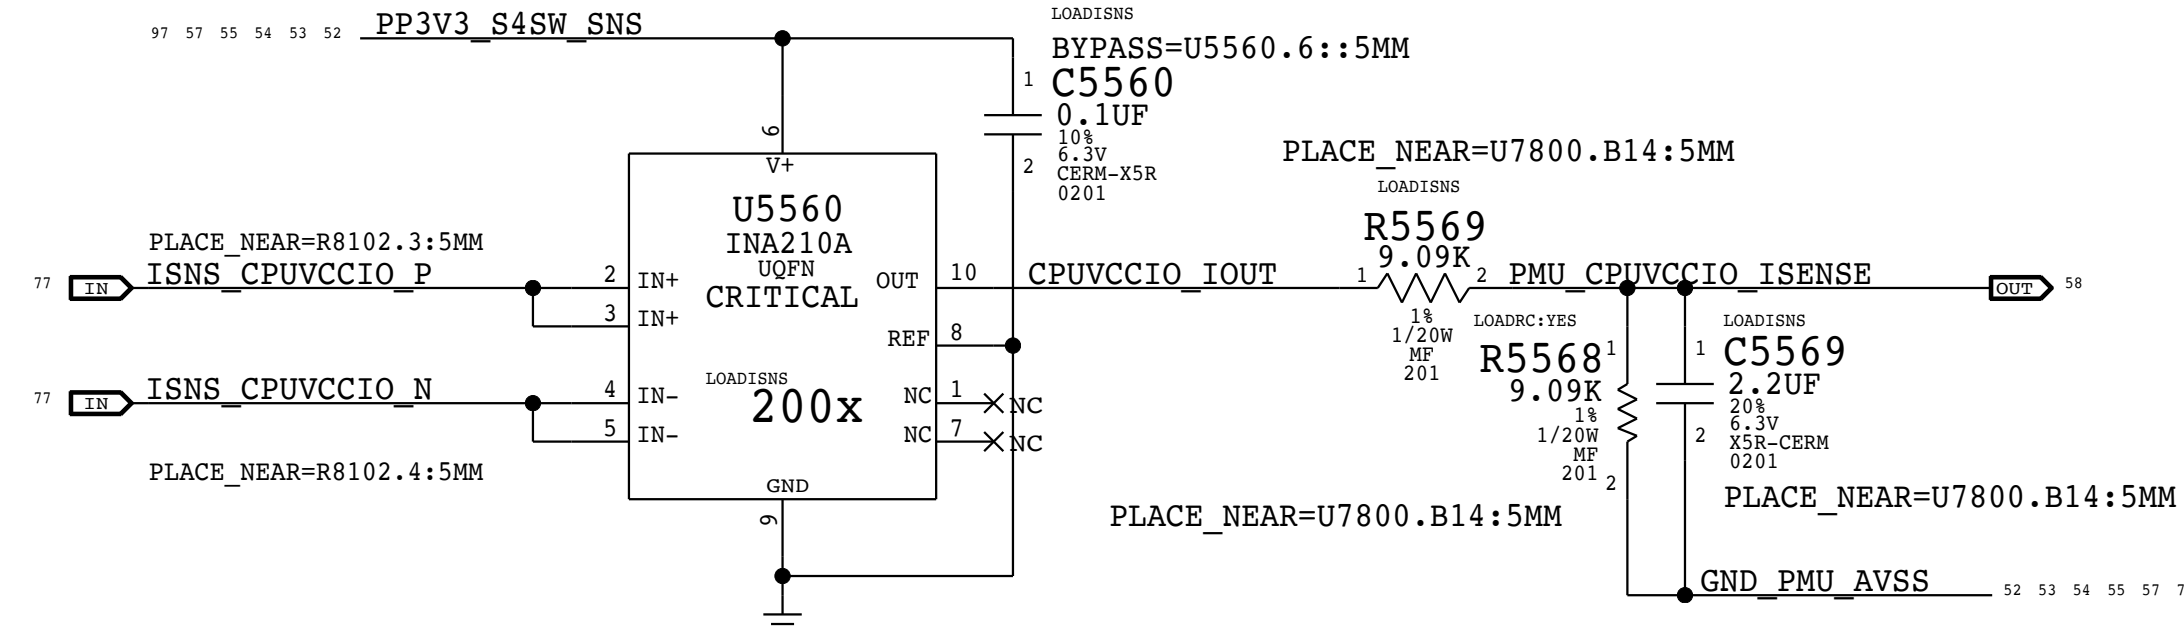 LOADISNS
97 57 55 54 53 52 PP3V3_S4SW_SNS
BYPASS=U5560.6::5MM
1 C5560
0.1UF
10%
6.3V
2 CERM-X5R
0201
6
V+
PLACE_NEAR=U7800.B14:5MM
LOADISNS
R5569
9.09K
U5560
INA210A
UQFN
CRITICAL
PLACE_NEAR=R8102.3:5MM
77 IN ISNS_CPUVCCIO_P 2 IN+ OUT 10 CPUVCCIO_IOUT 1 2 PMU_CPUVCCIO_ISENSE OUT 58
3 IN+
REF 8
1%
1/20W
MF
201
LOADRC:YES
R5568 1
9.09K
1%
1/20W
MF
201 2
LOADISNS
1 C5569
2.2UF
20%
6.3V
2 X5R-CERM
0201
LOADISNS
200x
77 IN ISNS_CPUVCCIO_N 4 IN- NC 1 NC
5 IN- NC 7 NC
PLACE_NEAR=R8102.4:5MM
GND
9
PLACE_NEAR=U7800.B14:5MM
PLACE_NEAR=U7800.B14:5MM
GND_PMU_AVSS 52 53 54 55 57 7